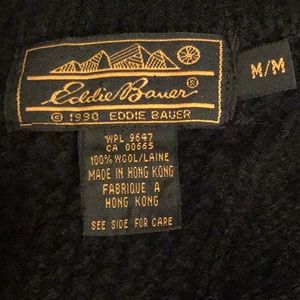 Eddie Bauer®
© 1990 EDDIE BAUER
M/M
WPL 9647
CA 00665
100% WOOL/LAINE
MADE IN HONG KONG
FABRIQUE A
HONG KONG
SEE SIDE FOR CARE